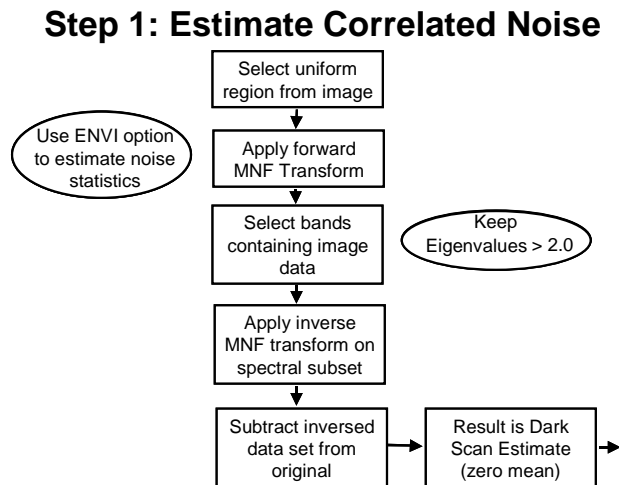 Step 1: Estimate Correlated Noise
Select uniform
region from image
Use ENVI option
to estimate noise
statistics
Apply forward
MNF Transform
Select bands
containing image
data
Keep
Eigenvalues > 2.0
Apply inverse
MNF transform on
spectral subset
Subtract inversed
data set from
original
Result is Dark
Scan Estimate
(zero mean)